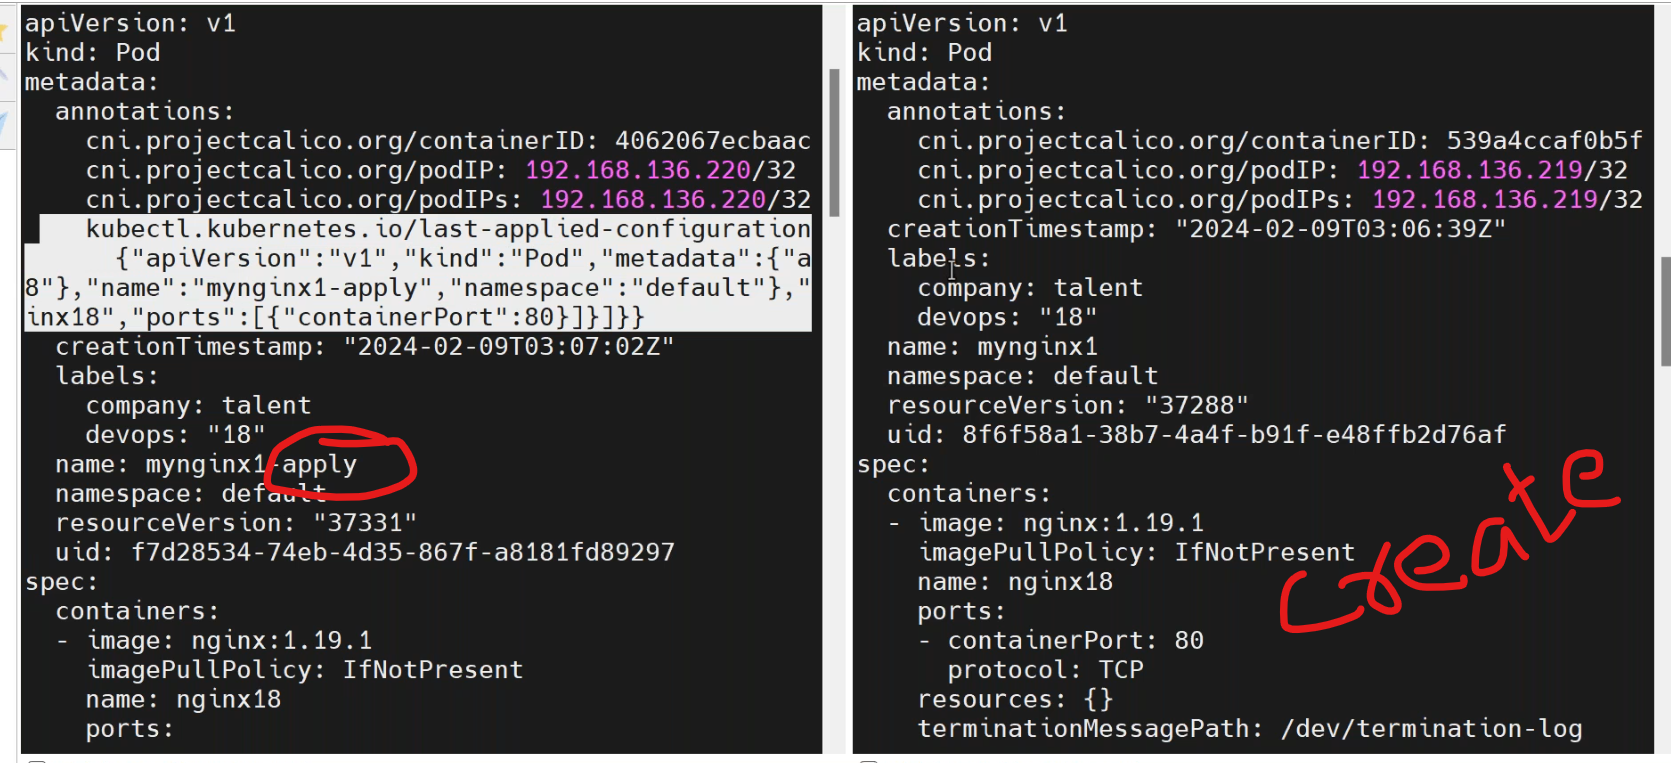 apiVersion: v1
kind: Pod
metadata:
  annotations:
    cni.projectcalico.org/containerID: 4062067ecbaac
    cni.projectcalico.org/podIP: 192.168.136.220/32
    cni.projectcalico.org/podIPs: 192.168.136.220/32
    kubectl.kubernetes.io/last-applied-configuration
      {"apiVersion":"v1","kind":"Pod","metadata":{"a
8"},"name":"mynginx1-apply","namespace":"default"},"
inx18","ports":[{"containerPort":80}]}]}}
  creationTimestamp: "2024-02-09T03:07:02Z"
  labels:
    company: talent
    devops: "18"
  name: mynginx1-apply
  namespace: default
  resourceVersion: "37331"
  uid: f7d28534-74eb-4d35-867f-a8181fd89297
spec:
  containers:
  - image: nginx:1.19.1
    imagePullPolicy: IfNotPresent
    name: nginx18
    ports:
apiVersion: v1
kind: Pod
metadata:
  annotations:
    cni.projectcalico.org/containerID: 539a4ccaf0b5f
    cni.projectcalico.org/podIP: 192.168.136.219/32
    cni.projectcalico.org/podIPs: 192.168.136.219/32
  creationTimestamp: "2024-02-09T03:06:39Z"
  labels:
    company: talent
    devops: "18"
  name: mynginx1
  namespace: default
  resourceVersion: "37288"
  uid: 8f6f58a1-38b7-4a4f-b91f-e48ffb2d76af
spec:
  containers:
  - image: nginx:1.19.1
    imagePullPolicy: IfNotPresent
    name: nginx18
    ports:
    - containerPort: 80
      protocol: TCP
    resources: {}
    terminationMessagePath: /dev/termination-log
create